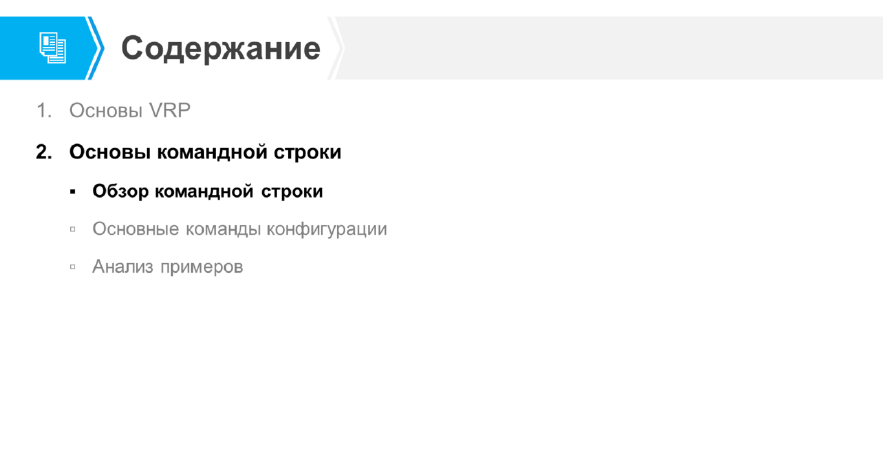 Содержание
1. Основы VRP
2. Основы командной строки
▪ Обзор командной строки
▫ Основные команды конфигурации
▫ Анализ примеров